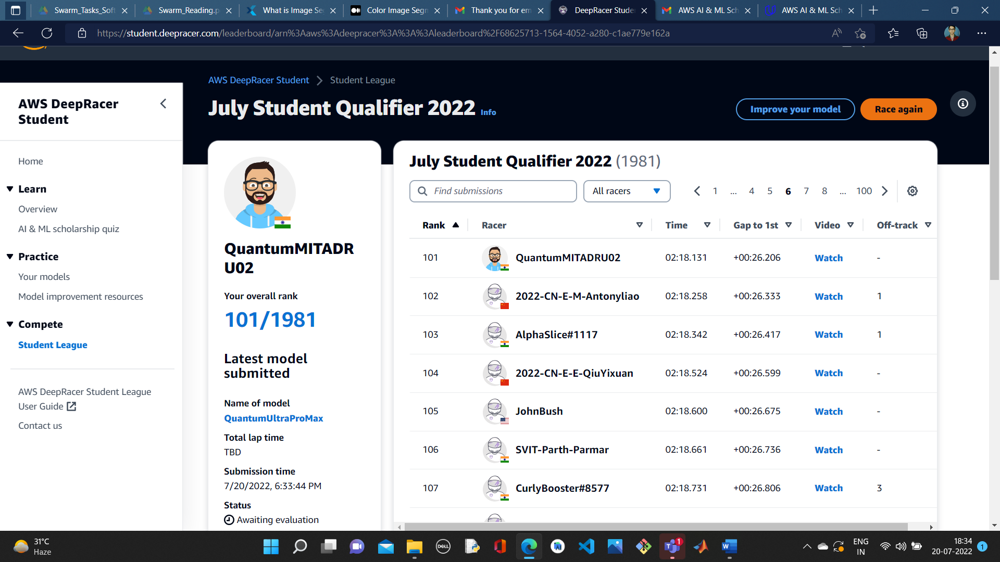 Swarm_Tasks_Soft
Swarm_Reading.p
What is Image Se
Color Image Segm
Thank you for em
DeepRacer Studer
AWS AI & ML Sch
AWS AI & ML Sch
https://student.deepracer.com/leaderboard/arn%3Aaws%3Adeepracer%3A%3A%3Aleaderboard%2F68625713-1564-4052-a280-c1ae779e162a
AWS DeepRacer Student
Home
Learn
Overview
AI & ML scholarship quiz
Practice
Your models
Model improvement resources
Compete
Student League
AWS DeepRacer Student League
User Guide
Contact us
AWS DeepRacer Student > Student League
July Student Qualifier 2022 Info
Improve your model
Race again
QuantumMITADR
U02
Your overall rank
101/1981
Latest model
submitted
Name of model
QuantumUltraProMax
Total lap time
TBD
Submission time
7/20/2022, 6:33:44 PM
Status
Awaiting evaluation
July Student Qualifier 2022 (1981)
Find submissions
All racers
1 ... 4 5 6 7 8 ... 100
Rank Racer Time Gap to 1st Video Off-track
101 QuantumMITADRU02 02:18.131 +00:26.206 Watch -
102 2022-CN-E-M-Antonyliao 02:18.258 +00:26.333 Watch 1
103 AlphaSlice#1117 02:18.342 +00:26.417 Watch 1
104 2022-CN-E-E-QiuYixuan 02:18.524 +00:26.599 Watch -
105 JohnBush 02:18.600 +00:26.675 Watch -
106 SVIT-Parth-Parmar 02:18.661 +00:26.736 Watch -
107 CurlyBooster#8577 02:18.731 +00:26.806 Watch 3
31°C
Haze
DELL
1
ENG
IN
18:34
20-07-2022
1